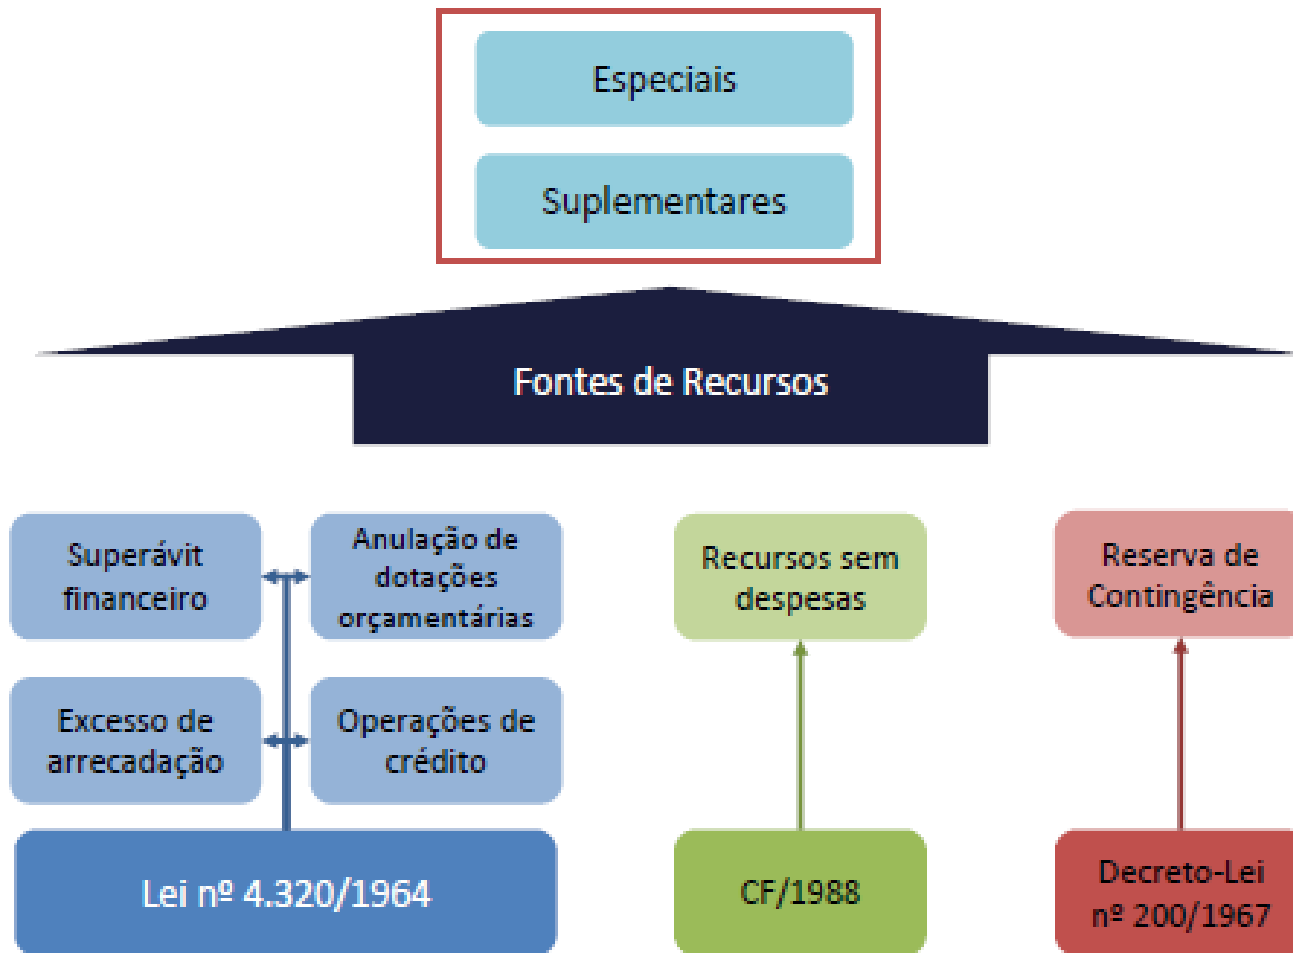 Especiais
Suplementares
Fontes de Recursos
Superávit
financeiro
Anulação de
dotações
orçamentárias
Recursos sem
despesas
Reserva de
Contingência
Excesso de
arrecadação
Operações de
crédito
Lei nº 4.320/1964
CF/1988
Decreto-Lei
nº 200/1967